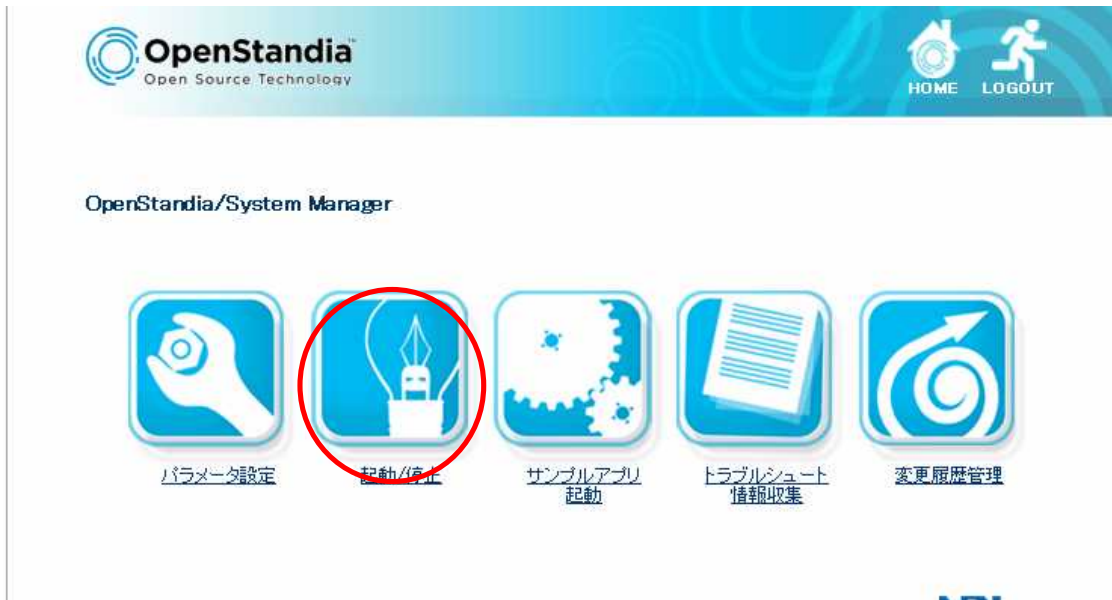 OpenStandia™
Open Source Technology
HOME LOGOUT
OpenStandia/System Manager
パラメータ設定
起動/停止
サンプルアプリ
起動
トラブルシュート
情報収集
変更履歴管理